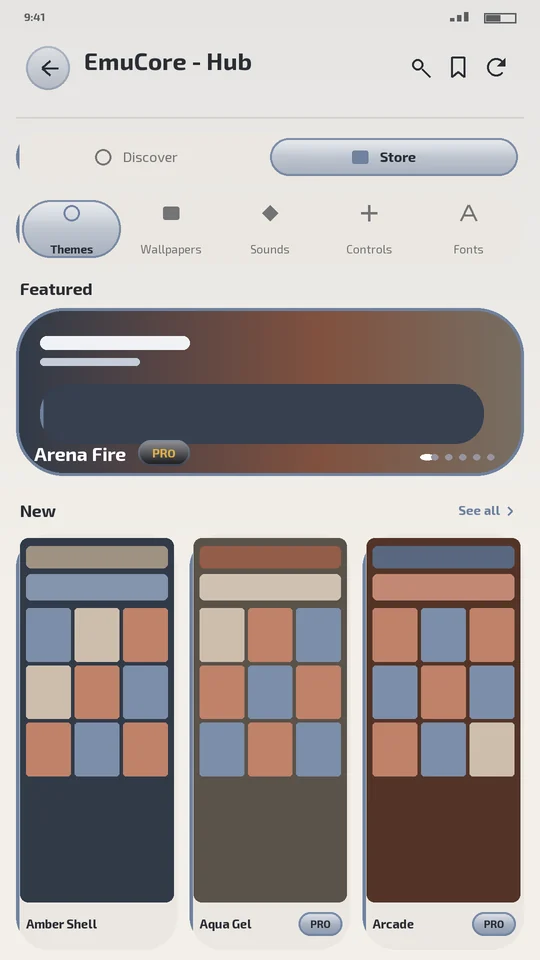 9:41
EmuCore - Hub
Discover
Store
Themes
Wallpapers
Sounds
Controls
Fonts
Featured
Arena Fire
PRO
New
See all
Amber Shell
Aqua Gel
PRO
Arcade
PRO